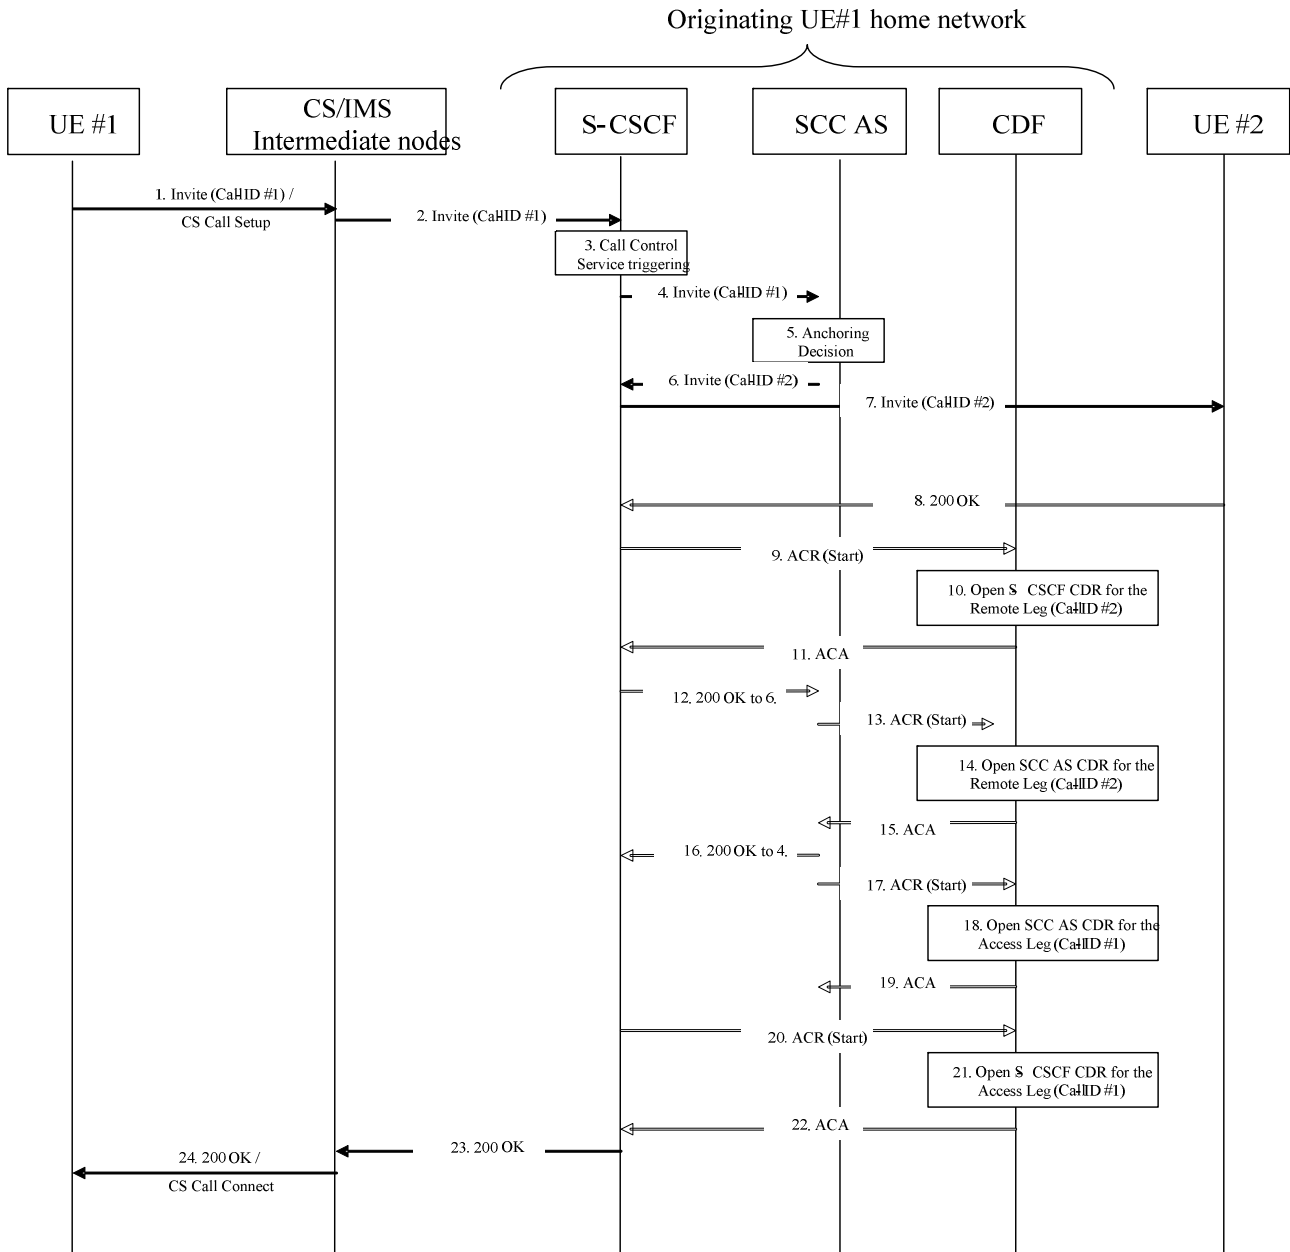 Originating UE#1 home network
UE #1
CS/IMS
Intermediate nodes
S-CSCF
SCC AS
CDF
UE #2
1. Invite (Call-ID #1) /
CS Call Setup
2. Invite (Call-ID #1)
3. Call Control
Service triggering
4. Invite (Call-ID #1)
5. Anchoring
Decision
6. Invite (Call-ID #2)
7. Invite (Call-ID #2)
8. 200 OK
9. ACR (Start)
10. Open S-CSCF CDR for the
Remote Leg (Call-ID #2)
11. ACA
12. 200 OK to 6.
13. ACR (Start)
14. Open SCC AS CDR for the
Remote Leg (Call-ID #2)
15. ACA
16. 200 OK to 4.
17. ACR (Start)
18. Open SCC AS CDR for the
Access Leg (Call-ID #1)
19. ACA
20. ACR (Start)
21. Open S-CSCF CDR for the
Access Leg (Call-ID #1)
22. ACA
23. 200 OK
24. 200 OK /
CS Call Connect